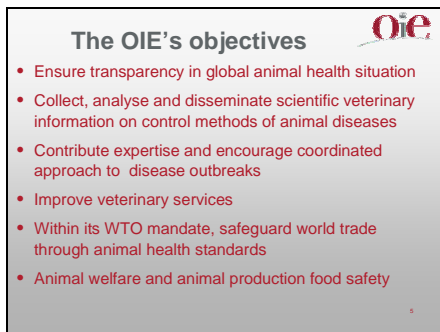 The OIE's objectives
Oie
• Ensure transparency in global animal health situation
• Collect, analyse and disseminate scientific veterinary
information on control methods of animal diseases
• Contribute expertise and encourage coordinated
approach to disease outbreaks
• Improve veterinary services
• Within its WTO mandate, safeguard world trade
through animal health standards
• Animal welfare and animal production food safety
5